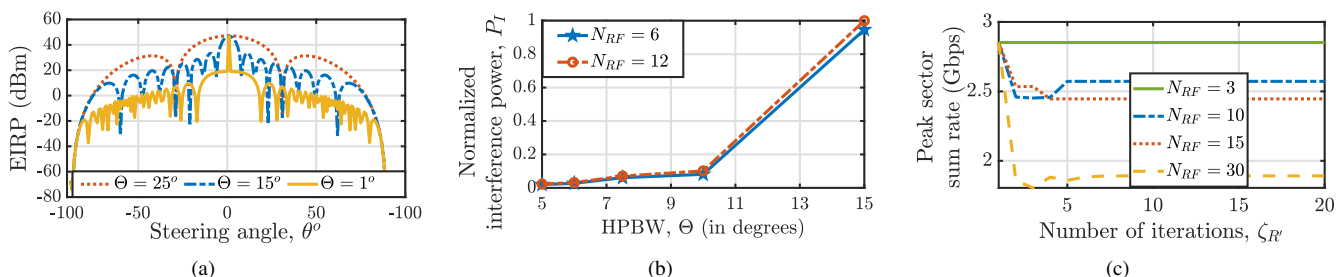 60
40
20
0
-20
-40
-60
-80
-100
-50
0
50
-100
EIRP (dBm)
Steering angle, θ°
Θ = 25°
Θ = 15°
Θ = 1°
(a)
1
0.8
0.6
0.4
0.2
0
5
7
9
11
13
15
Normalized
interference power, P_I
HPBW, Θ (in degrees)
N_RF = 6
N_RF = 12
(b)
3
2.5
2
5
10
15
20
Peak sector
sum rate (Gbps)
Number of iterations, ζ_R'
N_RF = 3
N_RF = 10
N_RF = 15
N_RF = 30
(c)